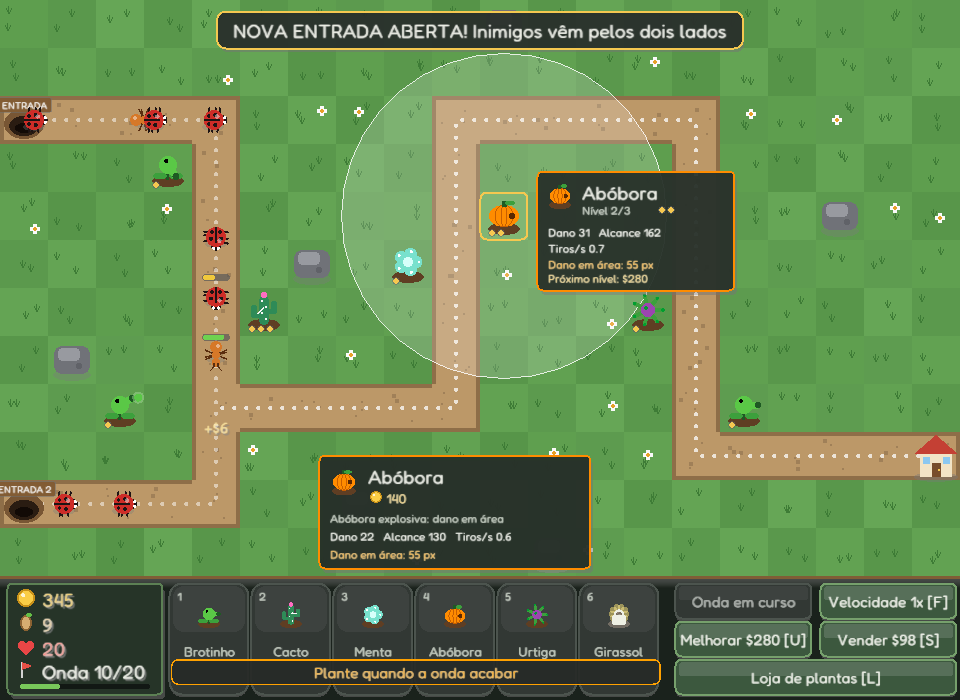 NOVA ENTRADA ABERTA! Inimigos vêm pelos dois lados
ENTRADA
Abóbora
Nível 2/3
Dano 31 Alcance 162
Tiros/s 0.7
Dano em área: 55 px
Próximo nível: $280
+$6
ENTRADA 2
Abóbora
140
Abóbora explosiva: dano em área
Dano 22 Alcance 130 Tiros/s 0.6
Dano em área: 55 px
345
9
20
Onda 10/20
1
Brotinho
2
Cacto
3
Menta
4
Abóbora
5
Urtiga
6
Girassol
Plante quando a onda acabar
Onda em curso
Velocidade 1x [F]
Melhorar $280 [U]
Vender $98 [S]
Loja de plantas [L]